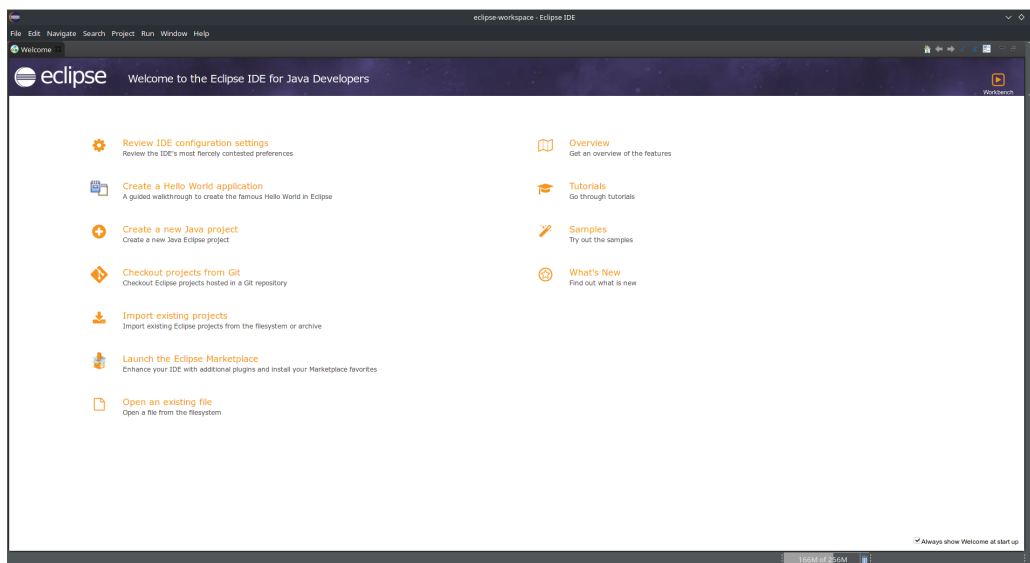 eclipse-workspace - Eclipse IDE
File Edit Navigate Search Project Run Window Help
Welcome
eclipse Welcome to the Eclipse IDE for Java Developers
Workbench
Review IDE configuration settings
Review the IDE's most fiercely contested preferences
Create a Hello World application
A guided walkthrough to create the famous Hello World in Eclipse
Create a new Java project
Create a new Java Eclipse project
Checkout projects from Git
Checkout Eclipse projects hosted in a Git repository
Import existing projects
Import existing Eclipse projects from the filesystem or archive
Launch the Eclipse Marketplace
Enhance your IDE with additional plugins and install your Marketplace favorites
Open an existing file
Open a file from the filesystem
Overview
Get an overview of the features
Tutorials
Go through tutorials
Samples
Try out the samples
What's New
Find out what is new
Always show Welcome at start up
166M of 256M